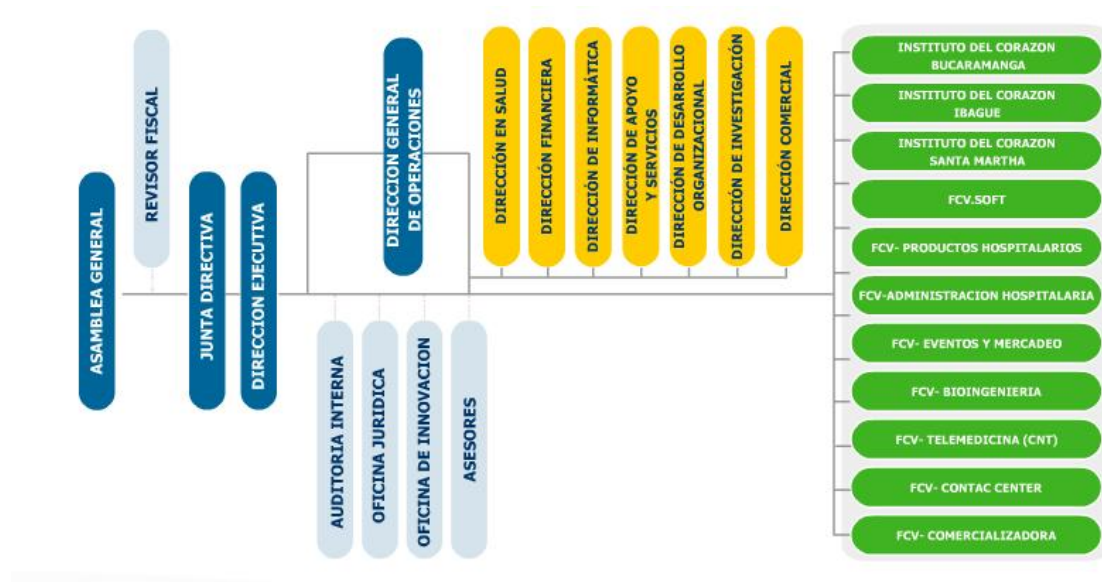 ASAMBLEA GENERAL
REVISOR FISCAL
JUNTA DIRECTIVA
DIRECCION EJECUTIVA
DIRECCION GENERAL
DE OPERACIONES
AUDITORIA INTERNA
OFICINA JURIDICA
OFICINA DE INNOVACION
ASESORES
DIRECCIÓN EN SALUD
DIRECCIÓN FINANCIERA
DIRECCIÓN DE INFORMÁTICA
DIRECCIÓN DE APOYO
Y SERVICIOS
DIRECCIÓN DE DESARROLLO
ORGANIZACIONAL
DIRECCIÓN DE INVESTIGACIÓN
DIRECCIÓN COMERCIAL
INSTITUTO DEL CORAZON
BUCARAMANGA
INSTITUTO DEL CORAZON
IBAGUE
INSTITUTO DEL CORAZON
SANTA MARTHA
FCV.SOFT
FCV- PRODUCTOS HOSPITALARIOS
FCV-ADMINISTRACION HOSPITALARIA
FCV- EVENTOS Y MERCADEO
FCV- BIOINGENIERIA
FCV- TELEMEDICINA (CNT)
FCV- CONTAC CENTER
FCV- COMERCIALIZADORA